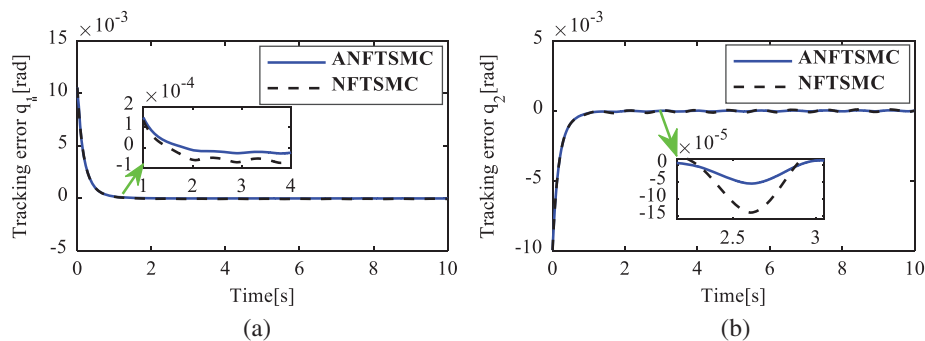 ×10⁻³
15
10
5
0
-5
Tracking error q [rad]
ANFTSMC
NFTSMC
×10⁻⁴
2
1
0
-1
1 2 3 4
0 2 4 6 8 10
Time[s]
(a)
×10⁻³
5
0
-5
-10
Tracking error q₂[rad]
ANFTSMC
NFTSMC
×10⁻⁵
0
-5
-10
-15
2.5 3
0 2 4 6 8 10
Time[s]
(b)